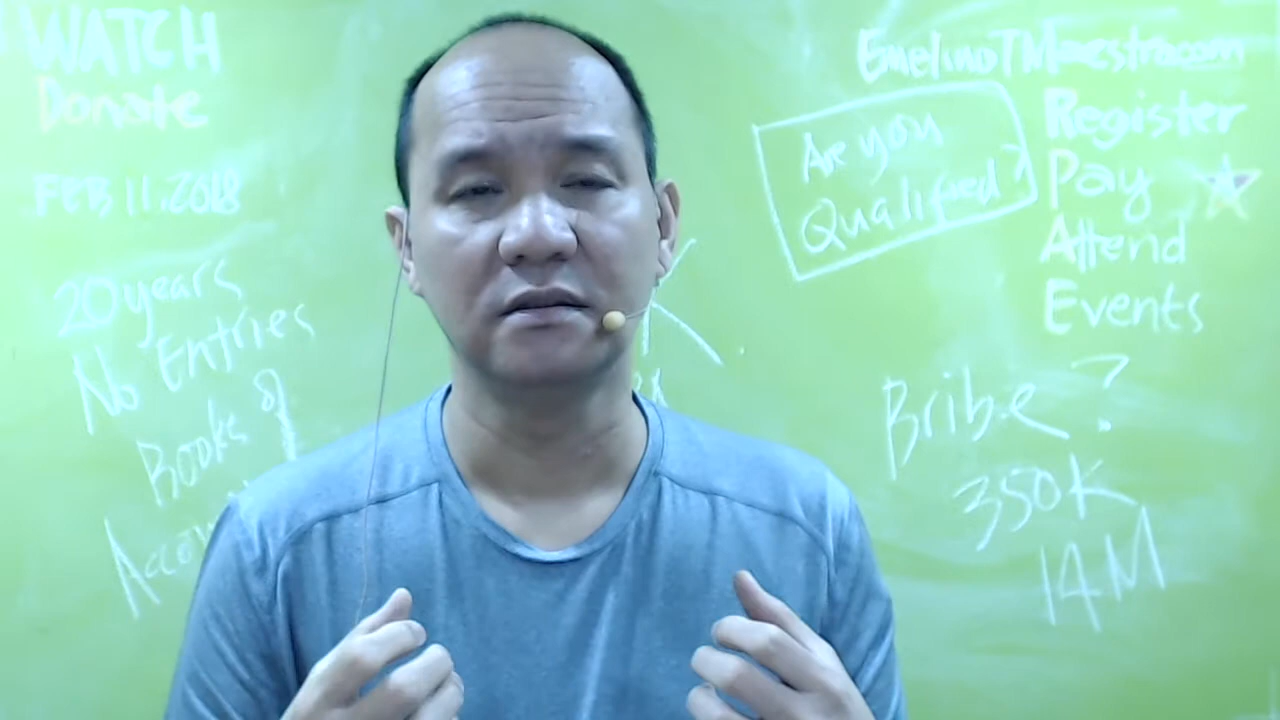 WATCH
Donate
FEB 11, 2018
20 years
No Entries
Books of
EmelinoTMaestro.com
Are you
Qualified?
Register
Pay
Attend
Events
Bribe?
350K
14M